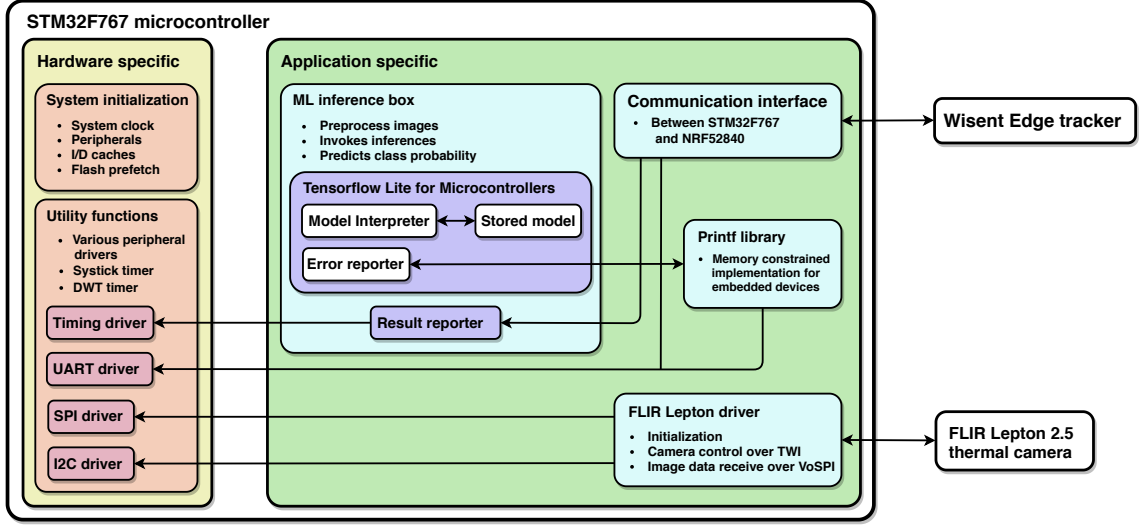 STM32F767 microcontroller
Hardware specific
System initialization
• System clock
• Peripherals
• I/D caches
• Flash prefetch
Utility functions
• Various peripheral
drivers
• Systick timer
• DWT timer
Timing driver
UART driver
SPI driver
I2C driver
Application specific
ML inference box
• Preprocess images
• Invokes inferences
• Predicts class probability
Tensorflow Lite for Microcontrollers
Model Interpreter
Stored model
Error reporter
Result reporter
Communication interface
• Between STM32F767
and NRF52840
Printf library
• Memory constrained
implementation for
embedded devices
FLIR Lepton driver
• Initialization
• Camera control over TWI
• Image data receive over VoSPI
Wisent Edge tracker
FLIR Lepton 2.5
thermal camera